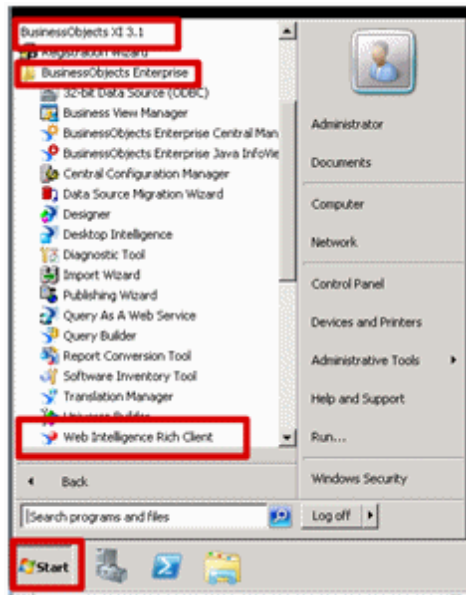 BusinessObjects XI 3.1
Registration Wizard
BusinessObjects Enterprise
32-bit Data Source (ODBC)
Business View Manager
BusinessObjects Enterprise Central Man
BusinessObjects Enterprise Java InfoVie
Central Configuration Manager
Data Source Migration Wizard
Designer
Desktop Intelligence
Diagnostic Tool
Import Wizard
Publishing Wizard
Query As A Web Service
Query Builder
Report Conversion Tool
Software Inventory Tool
Translation Manager
Universe Builder
Web Intelligence Rich Client
Back
Search programs and files
Administrator
Documents
Computer
Network
Control Panel
Devices and Printers
Administrative Tools
Help and Support
Run...
Windows Security
Log off
Start